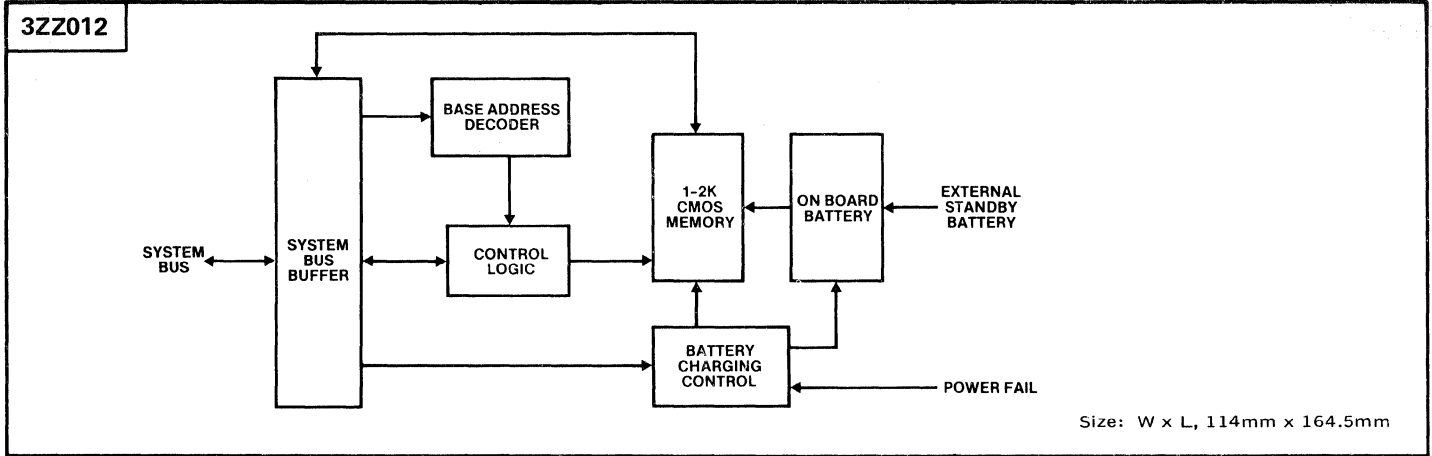 3ZZ012
BASE ADDRESS
DECODER
1-2K
CMOS
MEMORY
ON BOARD
BATTERY
EXTERNAL
STANDBY
BATTERY
SYSTEM
BUS
SYSTEM
BUS
BUFFER
CONTROL
LOGIC
BATTERY
CHARGING
CONTROL
POWER FAIL
Size: W x L, 114mm x 164.5mm